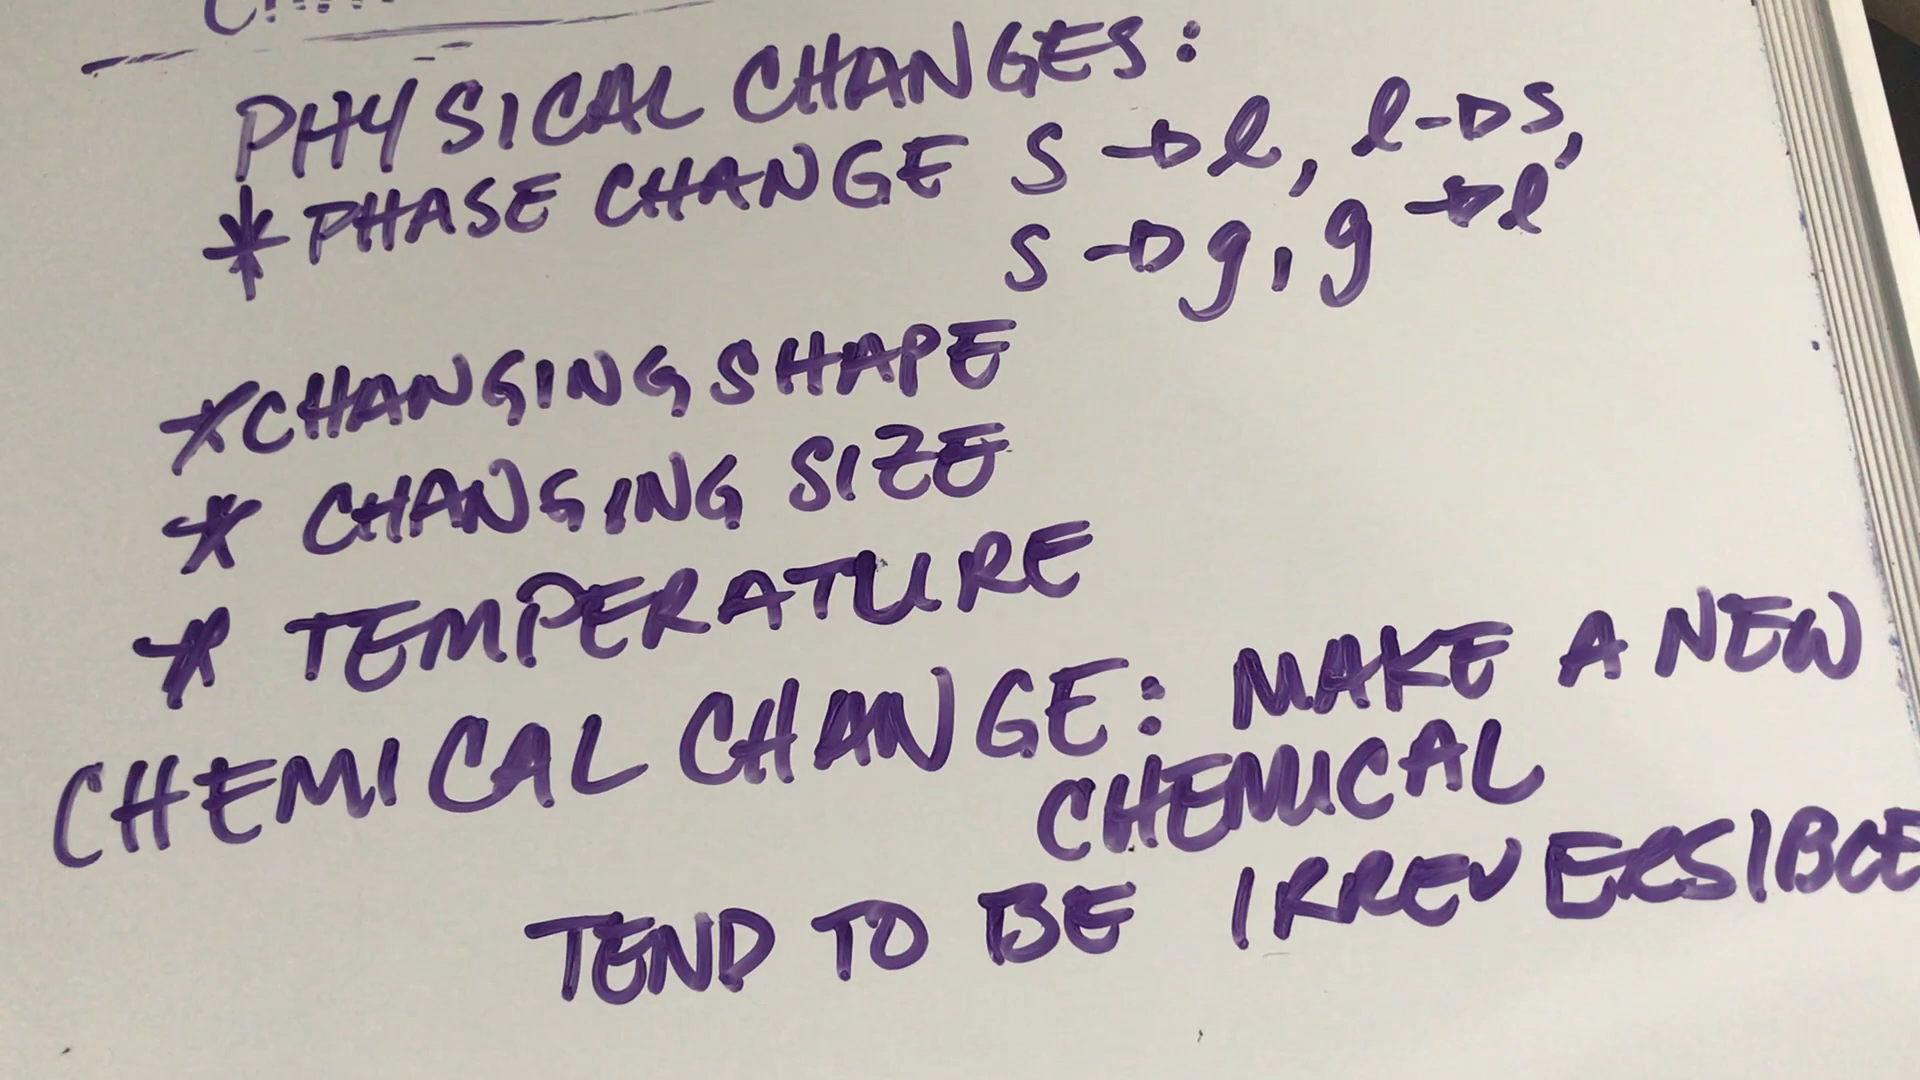 PHYSICAL CHANGES:
* PHASE CHANGE S → l, l → S,
S → g, g → l
* CHANGING SHAPE
* CHANGING SIZE
* TEMPERATURE
CHEMICAL CHANGE: MAKE A NEW
CHEMICAL
TEND TO BE IRREVERSIBLE